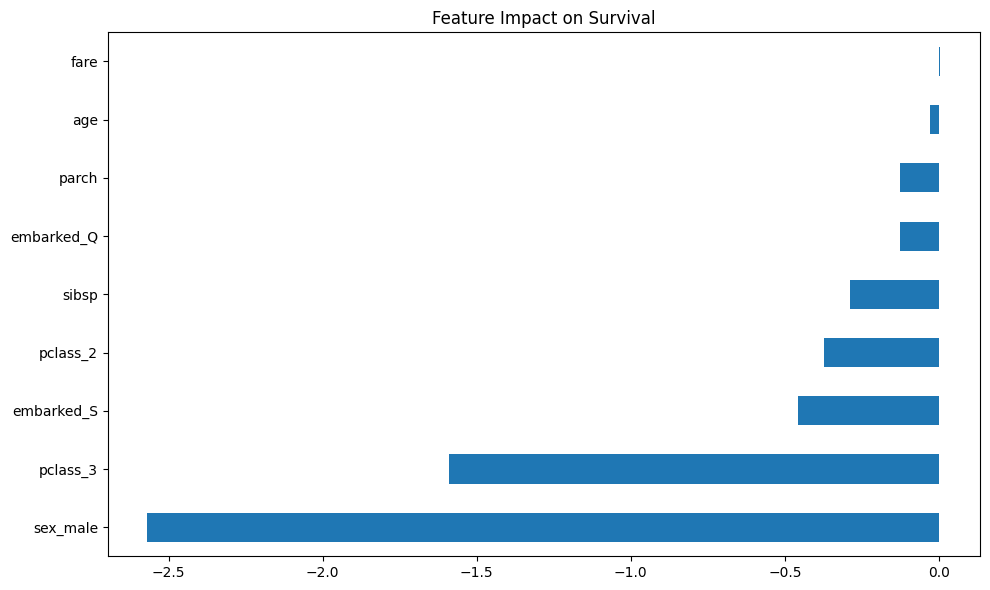 Feature Impact on Survival
fare
age
parch
embarked_Q
sibsp
pclass_2
embarked_S
pclass_3
sex_male
−2.5 −2.0 −1.5 −1.0 −0.5 0.0